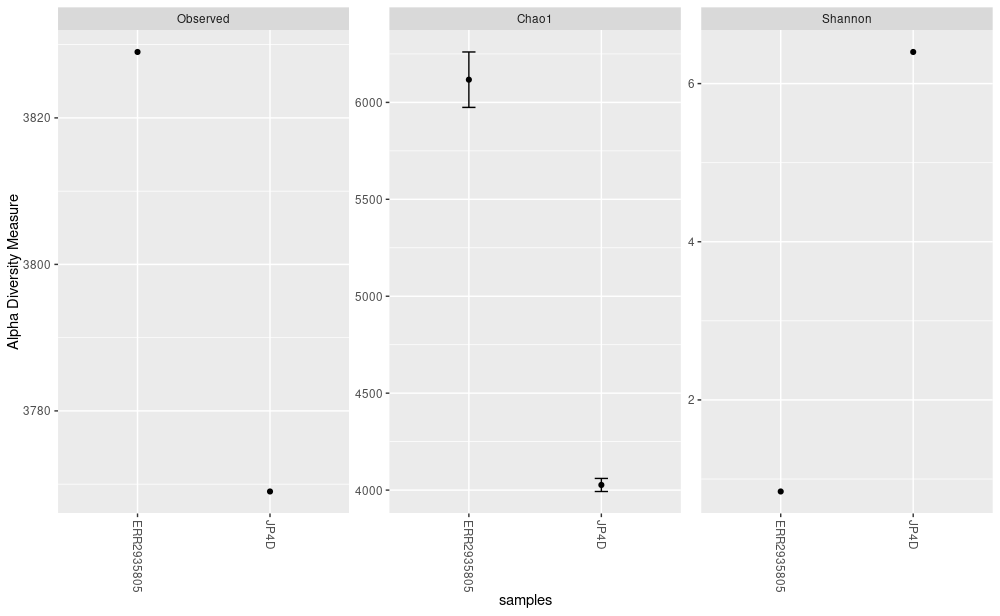 Observed
Chao1
Shannon
Alpha Diversity Measure
3820
3800
3780
6000
5500
5000
4500
4000
6
4
2
ERR2935805
JP4D
ERR2935805
JP4D
ERR2935805
JP4D
samples